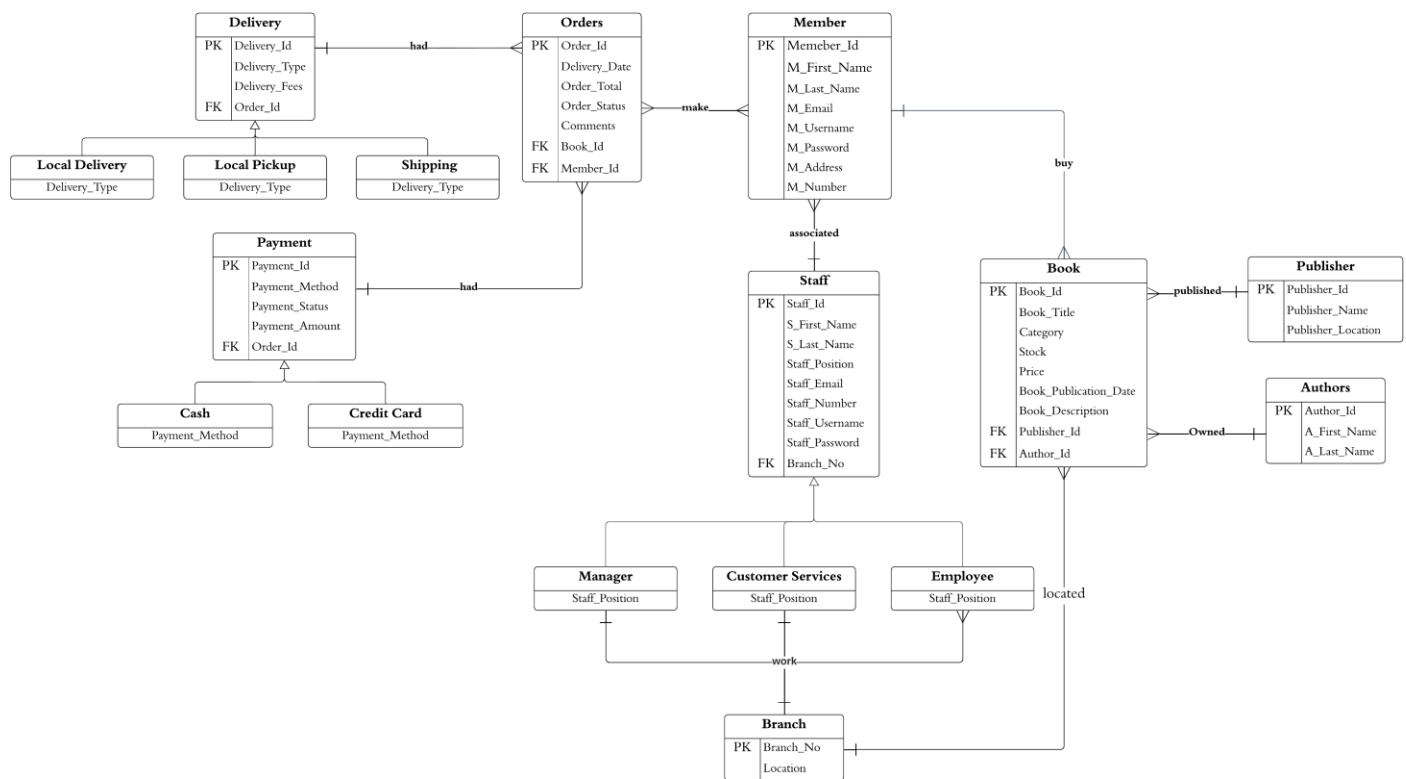 Delivery
PK Delivery_Id
Delivery_Type
Delivery_Fees
FK Order_Id
had
Orders
PK Order_Id
Delivery_Date
Order_Total
Order_Status
Comments
FK Book_Id
FK Member_Id
make
Member
PK Memeber_Id
M_First_Name
M_Last_Name
M_Email
M_Username
M_Password
M_Address
M_Number
buy
Local Delivery
Delivery_Type
Local Pickup
Delivery_Type
Shipping
Delivery_Type
Payment
PK Payment_Id
Payment_Method
Payment_Status
Payment_Amount
FK Order_Id
had
Cash
Payment_Method
Credit Card
Payment_Method
associated
Staff
PK Staff_Id
S_First_Name
S_Last_Name
Staff_Position
Staff_Email
Staff_Number
Staff_Username
Staff_Password
FK Branch_No
Book
PK Book_Id
Book_Title
Category
Stock
Price
Book_Publication_Date
Book_Description
FK Publisher_Id
FK Author_Id
published
Publisher
PK Publisher_Id
Publisher_Name
Publisher_Location
Owned
Authors
PK Author_Id
A_First_Name
A_Last_Name
Manager
Staff_Position
Customer Services
Staff_Position
Employee
Staff_Position
located
work
Branch
PK Branch_No
Location